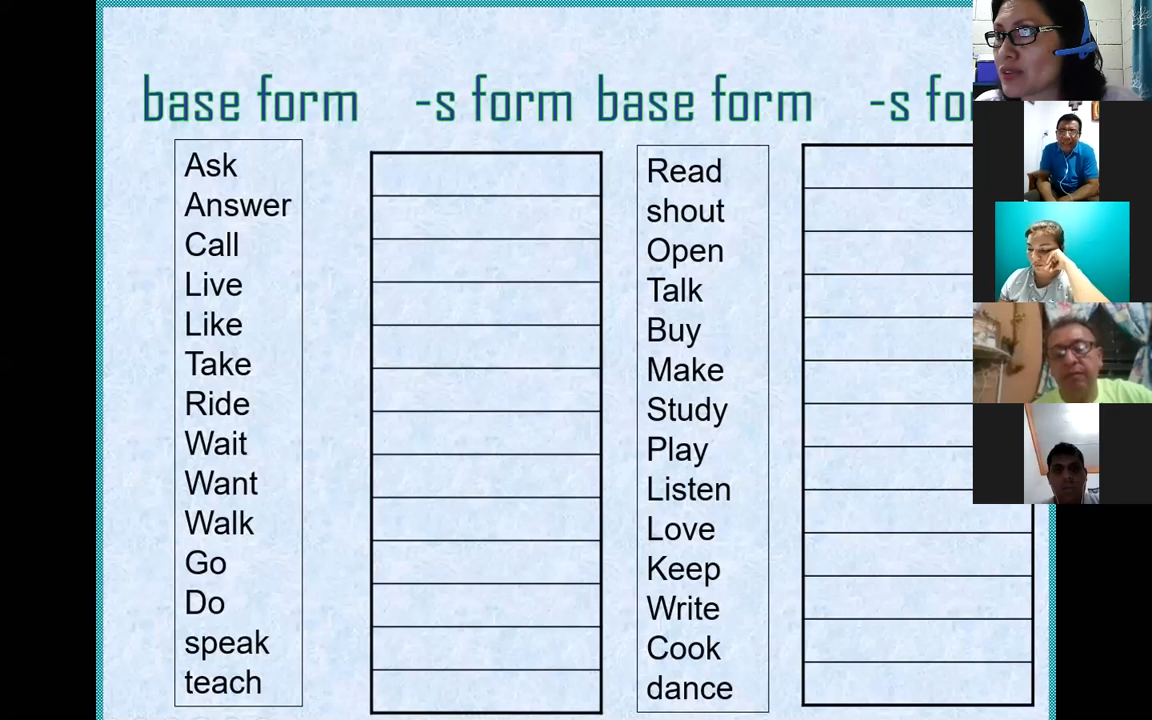 base form -s form base form -s for
Ask
Answer
Call
Live
Like
Take
Ride
Wait
Want
Walk
Go
Do
speak
teach
Read
shout
Open
Talk
Buy
Make
Study
Play
Listen
Love
Keep
Write
Cook
dance